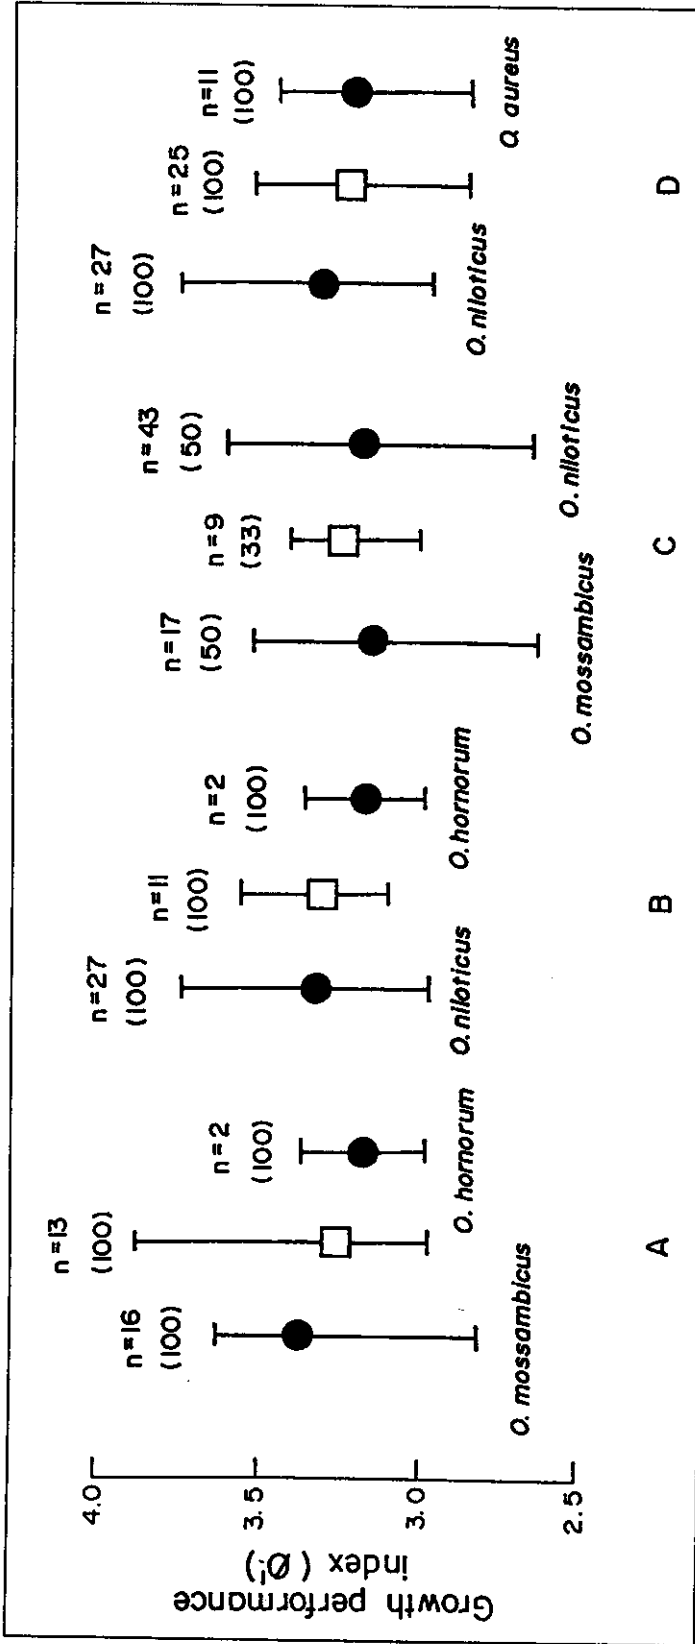 Growth performance
index (Ø')
4.0
3.5
3.0
2.5
n=16
(100)
O. mossambicus
n=13
(100)
n=2
(100)
O. hornorum
A
n=27
(100)
O. niloticus
n=11
(100)
n=2
(100)
O. hornorum
B
n=17
(50)
O. mossambicus
n=9
(33)
n=43
(50)
O. niloticus
C
n=27
(100)
O. niloticus
n=25
(100)
n=11
(100)
O. aureus
D